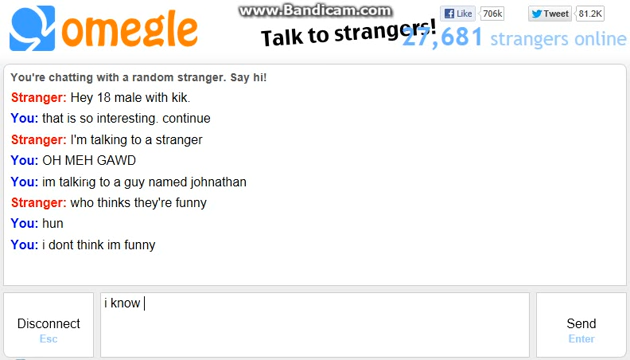 www.Bandicam.com
omegle
Talk to strangers!
Like 706k
Tweet 81.2K
27,681 strangers online
You're chatting with a random stranger. Say hi!
Stranger: Hey 18 male with kik.
You: that is so interesting. continue
Stranger: I'm talking to a stranger
You: OH MEH GAWD
You: im talking to a guy named johnathan
Stranger: who thinks they're funny
You: hun
You: i dont think im funny
i know
Disconnect
Esc
Send
Enter